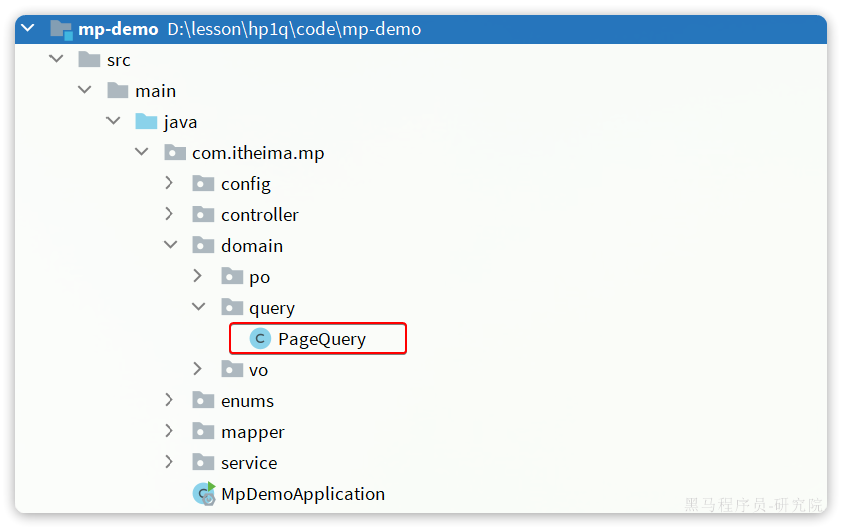 mp-demo D:\lesson\hp1q\code\mp-demo
src
main
java
com.itheima.mp
config
controller
domain
po
query
C PageQuery
vo
enums
mapper
service
MpDemoApplication
黑马程序员-研究院